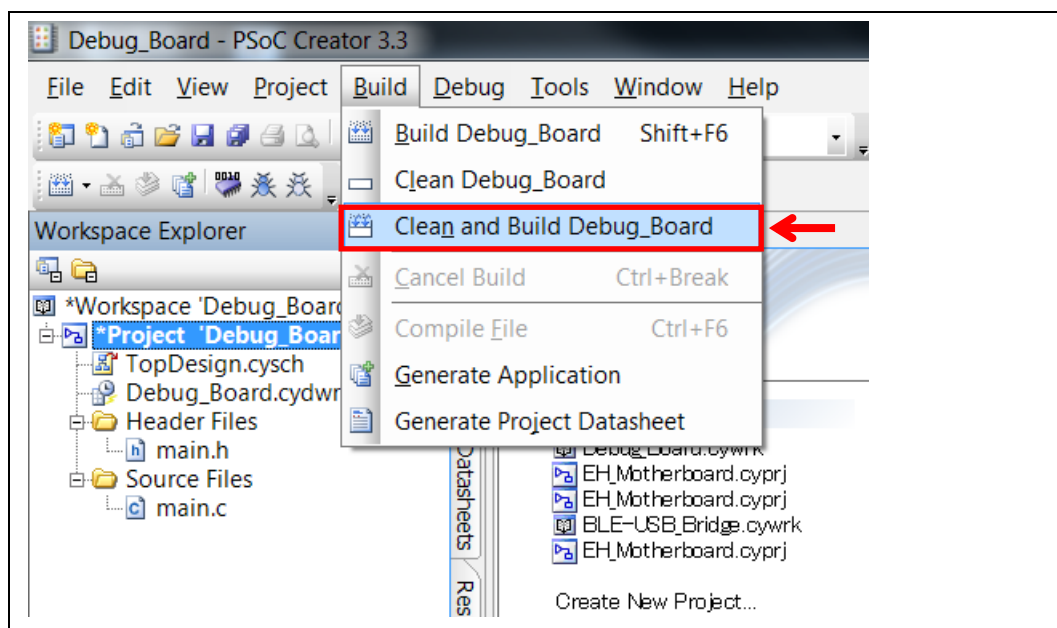 Debug_Board - PSoC Creator 3.3
File Edit View Project Build Debug Tools Window Help
Build Debug_Board Shift+F6
Clean Debug_Board
Clean and Build Debug_Board
Cancel Build Ctrl+Break
Compile File Ctrl+F6
Generate Application
Generate Project Datasheet
0010
Workspace Explorer
*Workspace 'Debug_Board
*Project 'Debug_Boar
TopDesign.cysch
Debug_Board.cydwr
Header Files
h main.h
Source Files
c main.c
Datasheets
Res
Debug_Board.cywrk
EH_Motherboard.cyprj
EH_Motherboard.cyprj
BLE-USB_Bridge.cywrk
EH_Motherboard.cyprj
Create New Project...